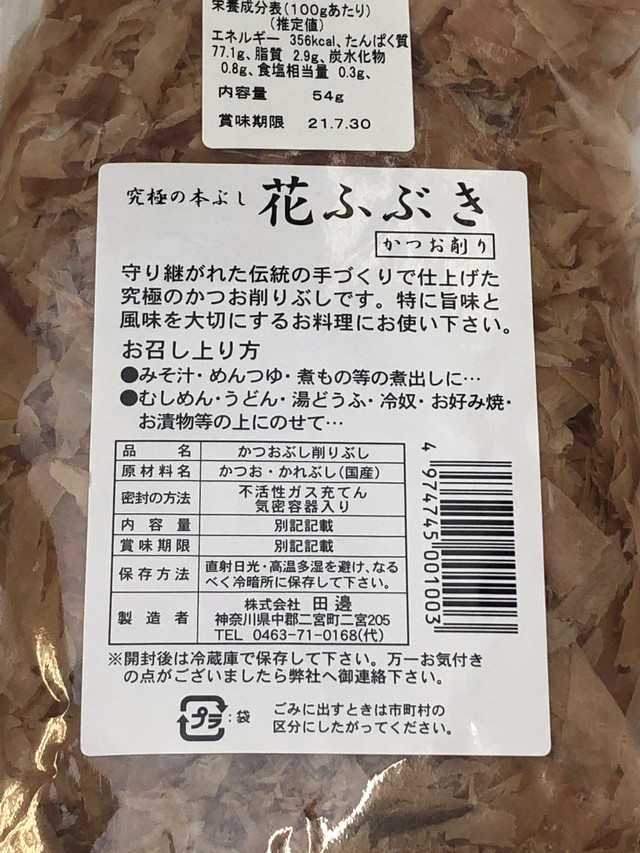 栄養成分表(100gあたり)
(推定値)
エネルギー 356kcal、たんぱく質
77.1g、脂質 2.9g、炭水化物
0.8g、食塩相当量 0.3g、
内容量 54g
賞味期限 21.7.30
究極の本ぶし 花ふぶき
かつお削り
守り継がれた伝統の手づくりで仕上げた
究極のかつお削りぶしです。特に旨味と
風味を大切にするお料理にお使い下さい。
お召し上り方
●みそ汁・めんつゆ・煮もの等の煮出しに…
●むしめん・うどん・湯どうふ・冷奴・お好み焼・
お漬物等の上にのせて…
品名 かつおぶし削りぶし
原材料名 かつお・かれぶし(国産)
密封の方法 不活性ガス充てん
気密容器入り
内容量 別記記載
賞味期限 別記記載
保存方法 直射日光・高温多湿を避け、なる
べく冷暗所に保存して下さい。
製造者 株式会社 田邊
神奈川県中郡二宮町二宮205
TEL 0463-71-0168(代)
4 974745 001003
※開封後は冷蔵庫で保存して下さい。万一お気付き
の点がございましたら弊社へ御連絡下さい。
プラ:袋
ごみに出すときは市町村の
区分にしたがってください。